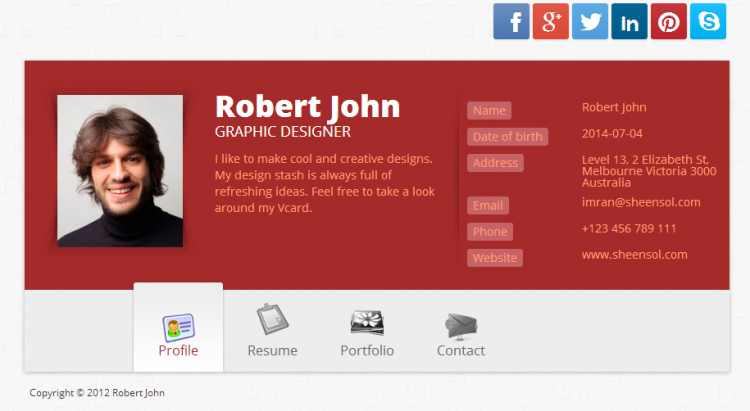 f g+ in
Robert John
GRAPHIC DESIGNER
I like to make cool and creative designs.
My design stash is always full of
refreshing ideas. Feel free to take a look
around my Vcard.
Name Robert John
Date of birth 2014-07-04
Address Level 13, 2 Elizabeth St,
Melbourne Victoria 3000
Australia
Email imran@sheensol.com
Phone +123 456 789 111
Website www.sheensol.com
Profile Resume Portfolio Contact
Copyright © 2012 Robert John